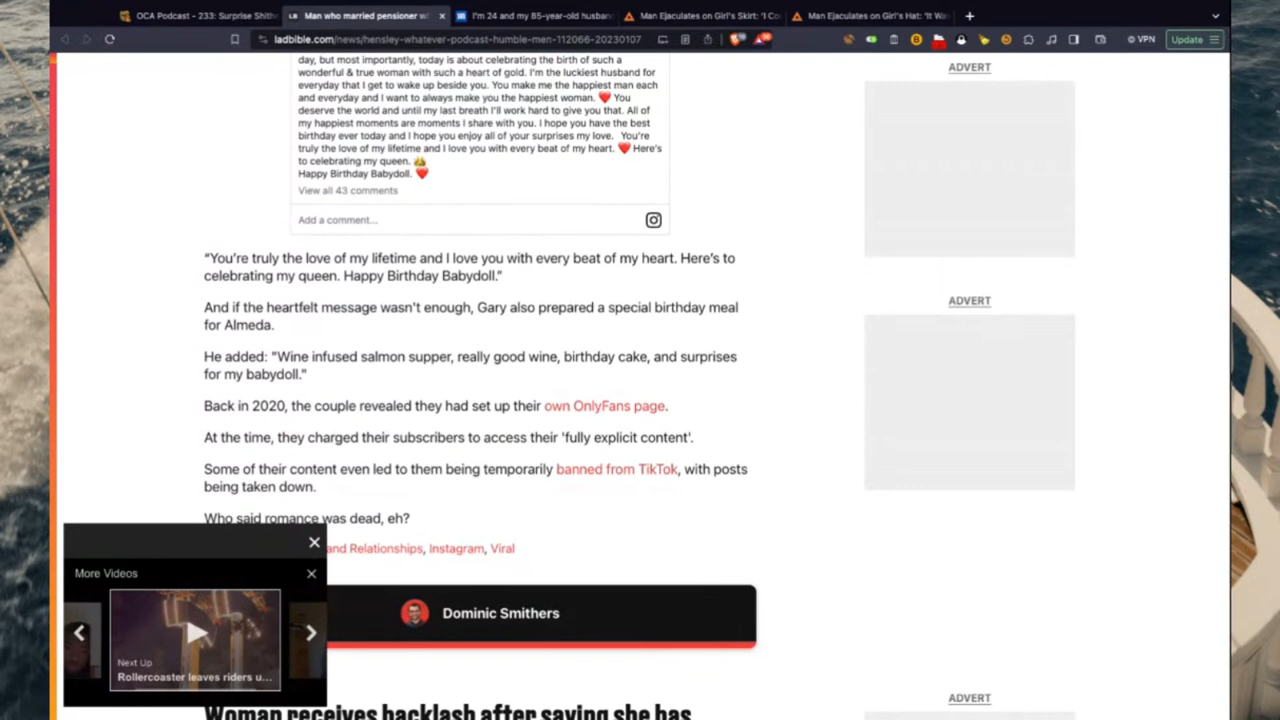 OCA Podcast - 233: Surprise Shith
LB Man who married pensioner w
I'm 24 and my 85-year-old husban
Man Ejaculates on Girl's Skirt: 'I Co
Man Ejaculates on Girl's Hat: 'It Wa
ladbible.com/news/hensley-whatever-podcast-humble-men-112066-20230107
VPN
Update
day, but most importantly, today is about celebrating the birth of such a
wonderful & true woman with such a heart of gold. I'm the luckiest husband for
everyday that I get to wake up beside you. You make me the happiest man each
and everyday and I want to always make you the happiest woman. ❤️ You
deserve the world and until my last breath I'll work hard to give you that. All of
my happiest moments are moments I share with you. I hope you have the best
birthday ever today and I hope you enjoy all of your surprises my love. You're
truly the love of my lifetime and I love you with every beat of my heart. ❤️ Here's
to celebrating my queen.
Happy Birthday Babydoll. ❤️
View all 43 comments
Add a comment...
“You’re truly the love of my lifetime and I love you with every beat of my heart. Here’s to
celebrating my queen. Happy Birthday Babydoll.”
And if the heartfelt message wasn't enough, Gary also prepared a special birthday meal
for Almeda.
He added: "Wine infused salmon supper, really good wine, birthday cake, and surprises
for my babydoll."
Back in 2020, the couple revealed they had set up their own OnlyFans page.
At the time, they charged their subscribers to access their 'fully explicit content'.
Some of their content even led to them being temporarily banned from TikTok, with posts
being taken down.
Who said romance was dead, eh?
and Relationships, Instagram, Viral
More Videos
Next Up
Rollercoaster leaves riders u...
Dominic Smithers
Woman receives backlash after saying she has
ADVERT
ADVERT
ADVERT